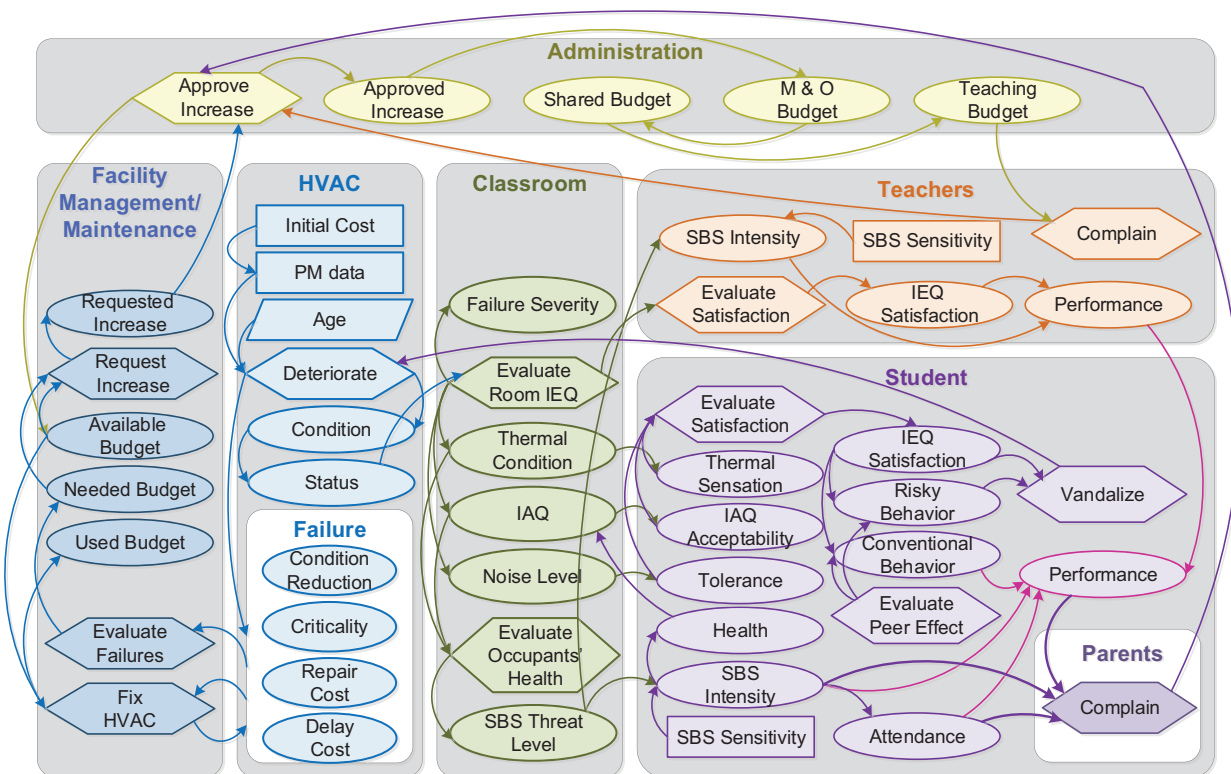 Administration
Approve
Increase
Approved
Increase
Shared Budget
M & O
Budget
Teaching
Budget
Facility
Management/
Maintenance
Requested
Increase
Request
Increase
Available
Budget
Needed Budget
Used Budget
Evaluate
Failures
Fix
HVAC
HVAC
Initial Cost
PM data
Age
Deteriorate
Condition
Status
Failure
Condition
Reduction
Criticality
Repair
Cost
Delay
Cost
Classroom
Failure Severity
Evaluate
Room IEQ
Thermal
Condition
IAQ
Noise Level
Evaluate
Occupants'
Health
SBS Threat
Level
Teachers
SBS Intensity
SBS Sensitivity
Complain
Evaluate
Satisfaction
IEQ
Satisfaction
Performance
Student
Evaluate
Satisfaction
Thermal
Sensation
IAQ
Acceptability
Tolerance
Health
SBS
Intensity
SBS Sensitivity
IEQ
Satisfaction
Risky
Behavior
Conventional
Behavior
Evaluate
Peer Effect
Attendance
Vandalize
Performance
Parents
Complain